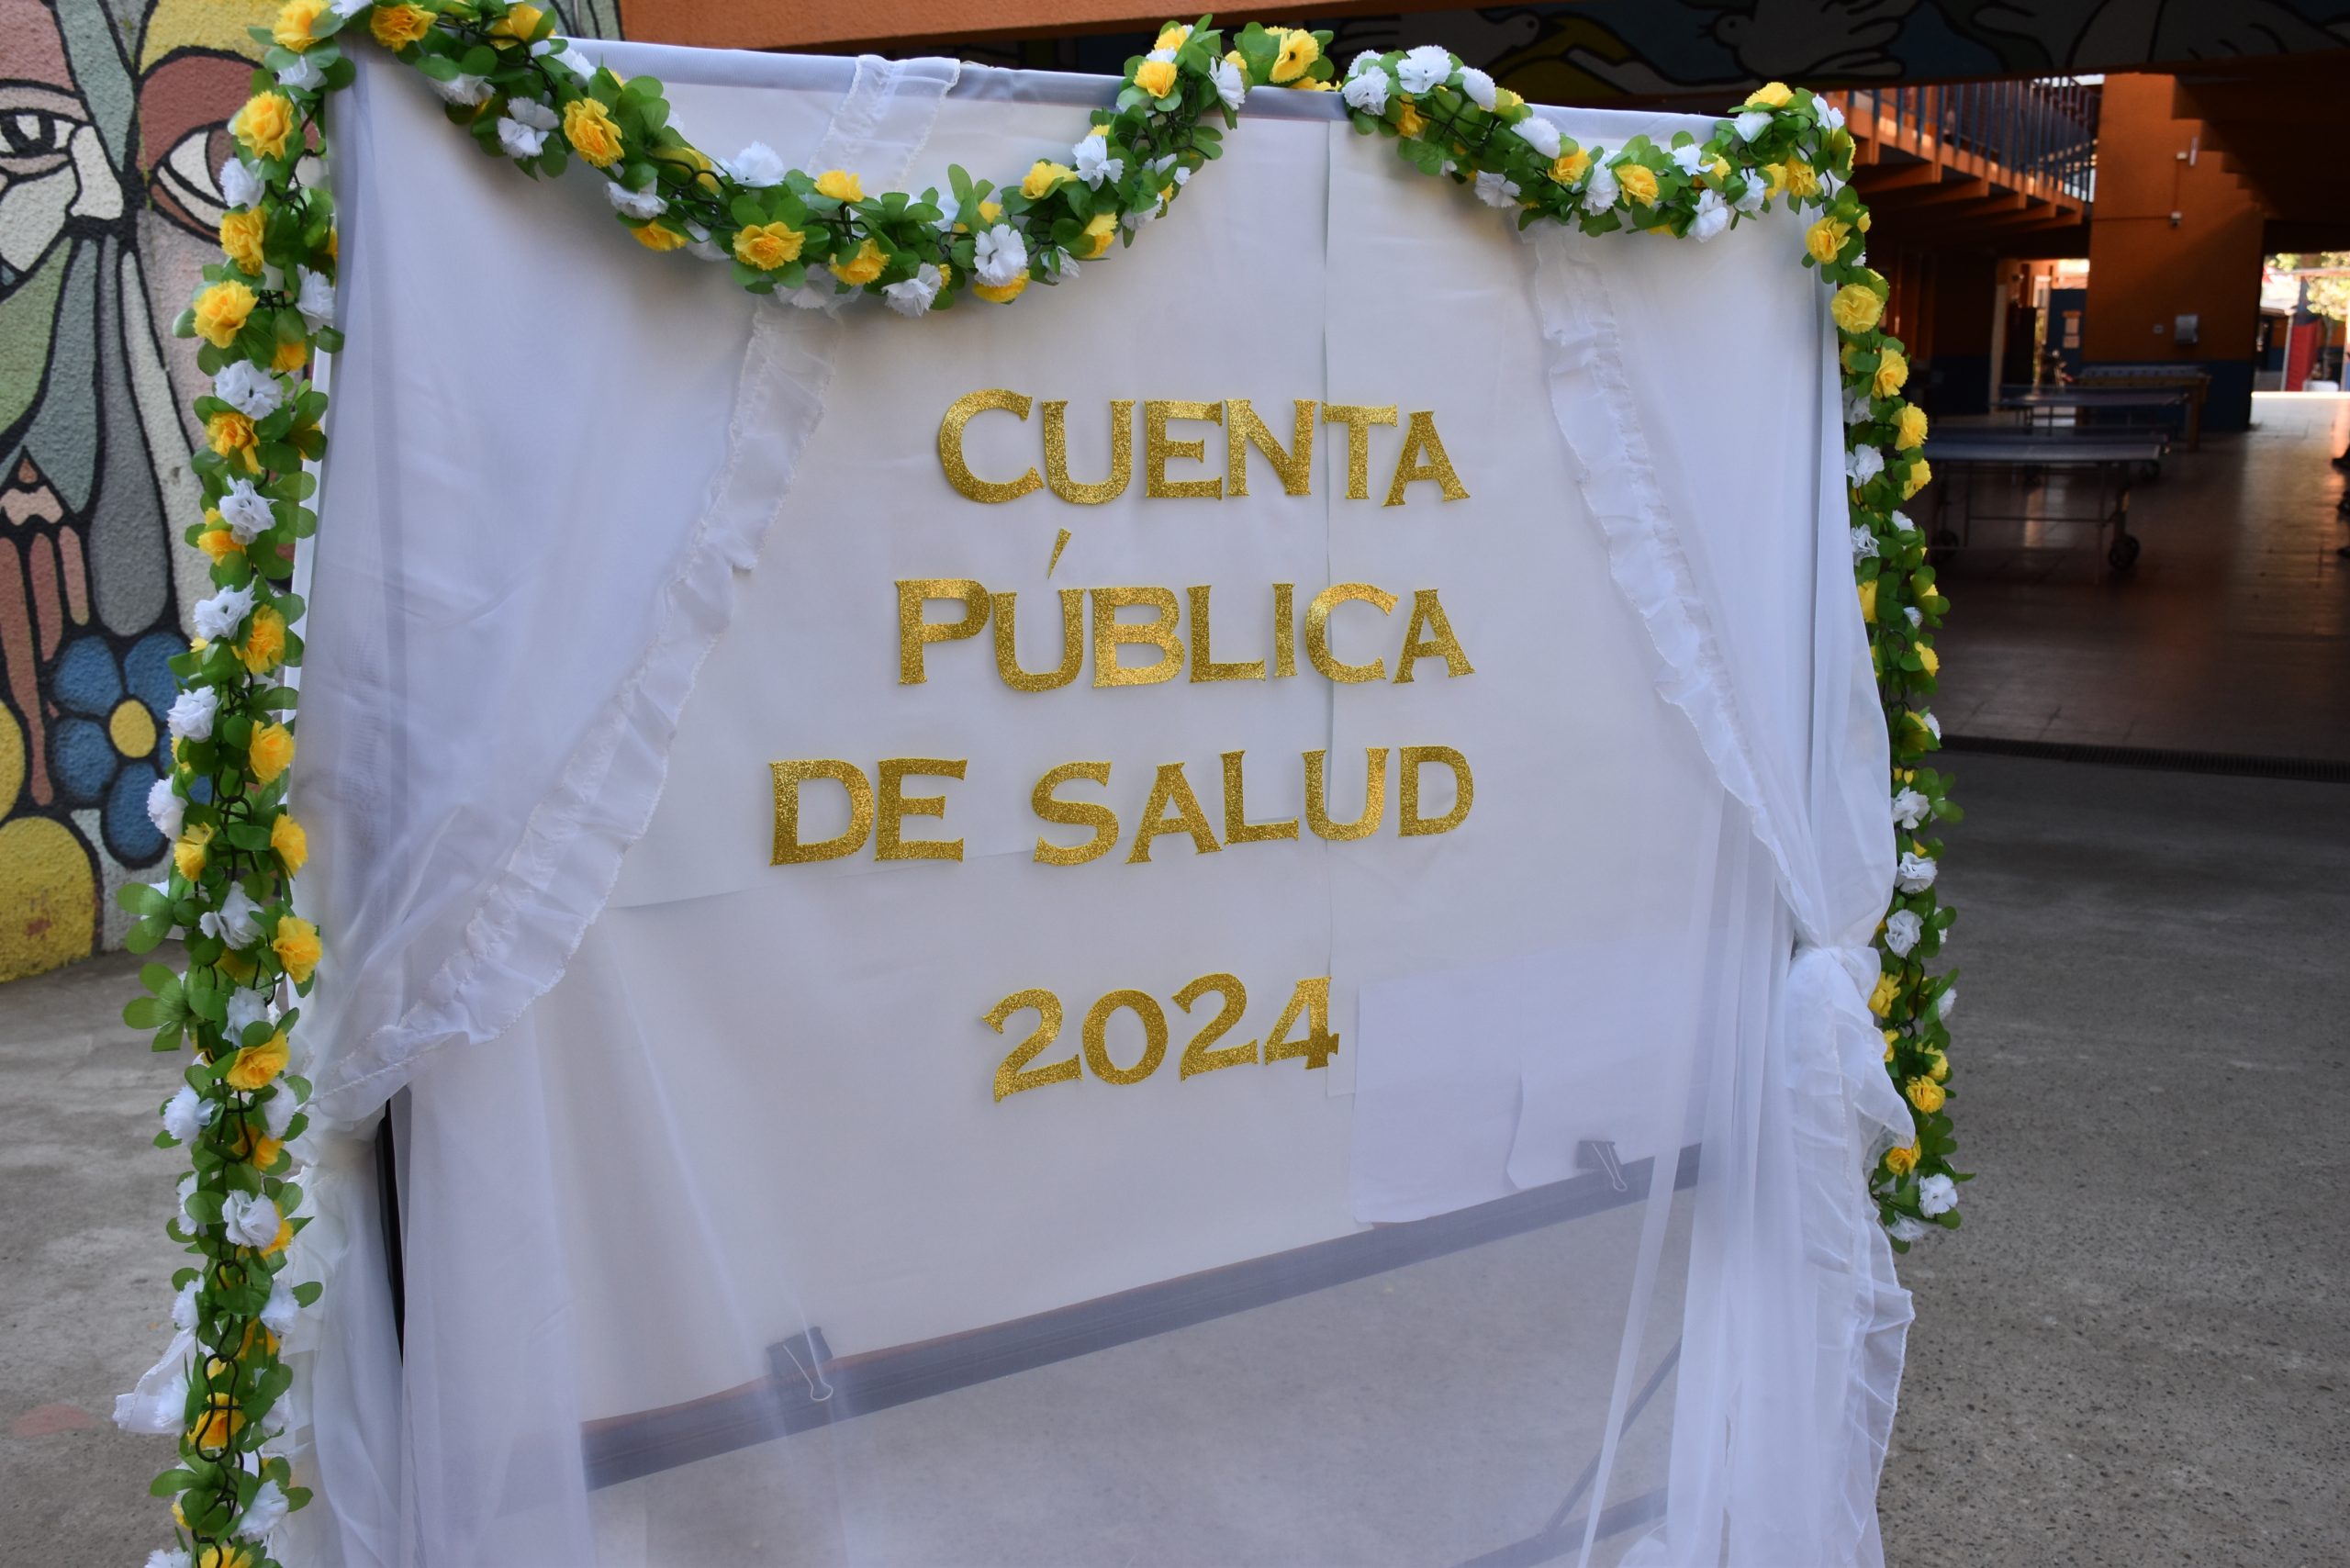 CUENTA
PÚBLICA
DE SALUD
2024